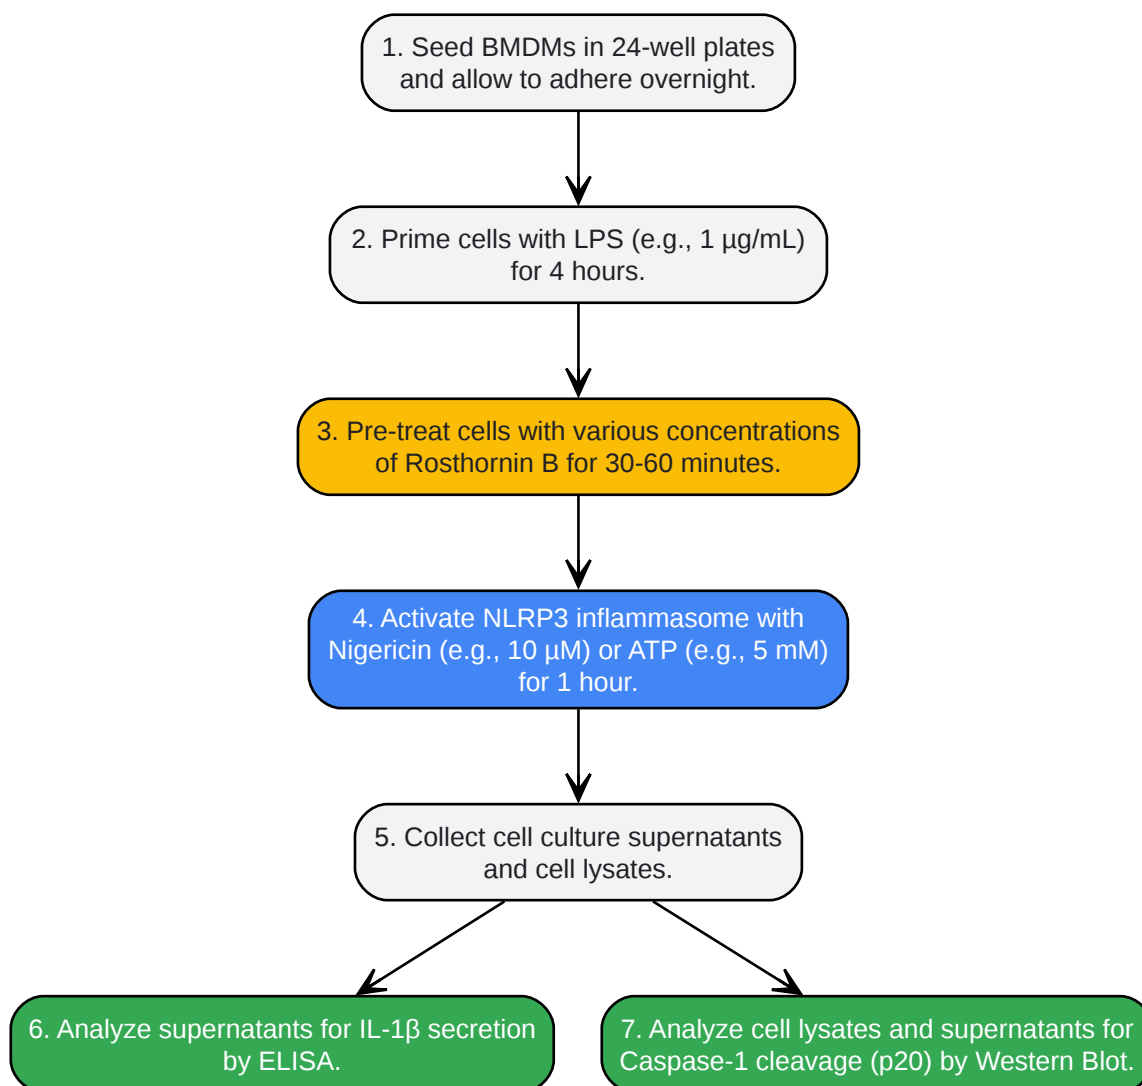 1. Seed BMDMs in 24-well plates
and allow to adhere overnight.
2. Prime cells with LPS (e.g., 1 µg/mL)
for 4 hours.
3. Pre-treat cells with various concentrations
of Rosthornin B for 30-60 minutes.
4. Activate NLRP3 inflammasome with
Nigericin (e.g., 10 µM) or ATP (e.g., 5 mM)
for 1 hour.
5. Collect cell culture supernatants
and cell lysates.
6. Analyze supernatants for IL-1β secretion
by ELISA.
7. Analyze cell lysates and supernatants for
Caspase-1 cleavage (p20) by Western Blot.